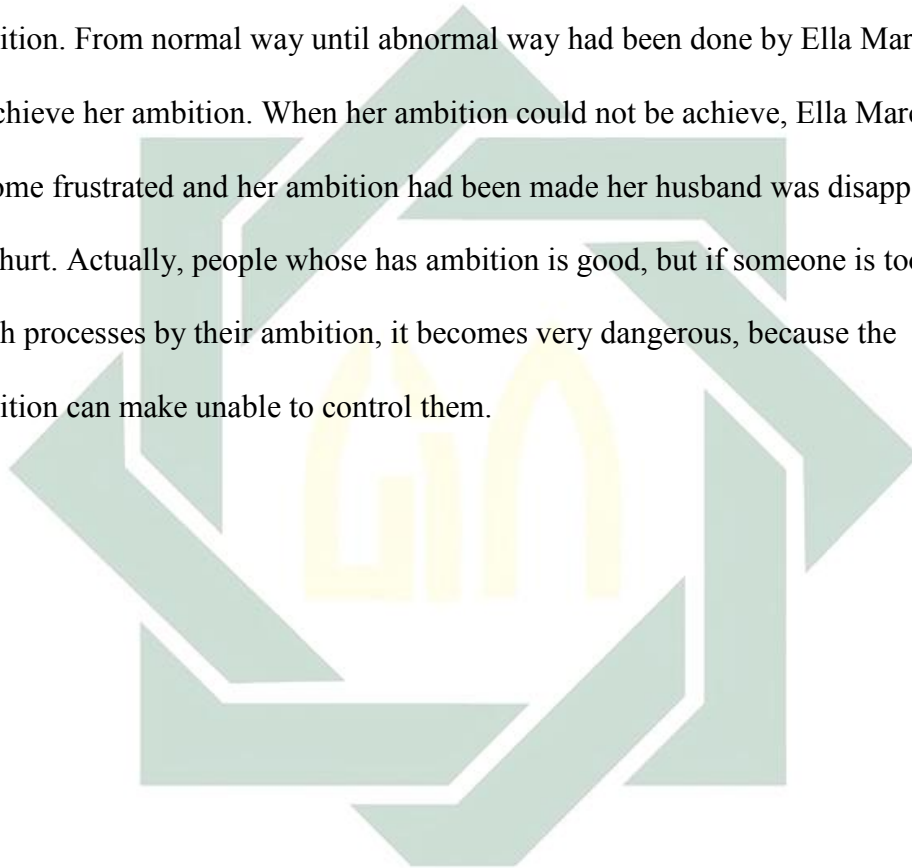 ition. From normal way until abnormal way had been done by Ella Mar
chieve her ambition. When her ambition could not be achieve, Ella Mar
ome frustrated and her ambition had been made her husband was disapp
hurt. Actually, people whose has ambition is good, but if someone is too
h processes by their ambition, it becomes very dangerous, because the
ition can make unable to control them.